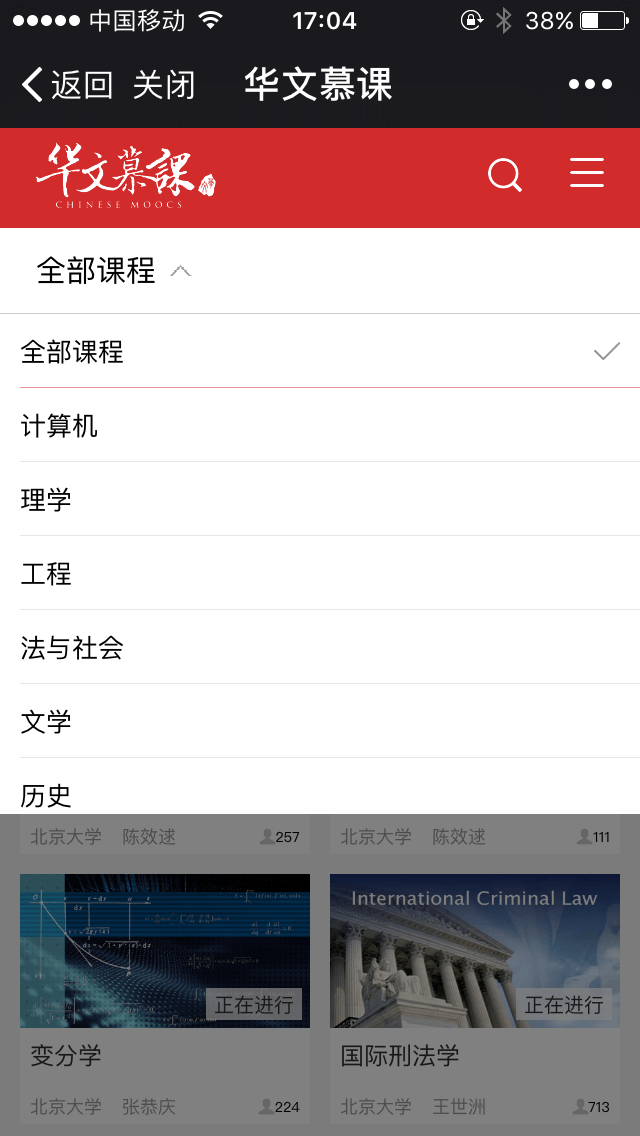 中国移动 17:04 38%
返回 关闭 华文慕课
华文慕課
CHINESE MOOCS
全部课程
全部课程
计算机
理学
工程
法与社会
文学
历史
北京大学 陈效逑 257
北京大学 陈效逑 111
International Criminal Law
正在进行
正在进行
变分学
国际刑法学
北京大学 张恭庆 224
北京大学 王世洲 713